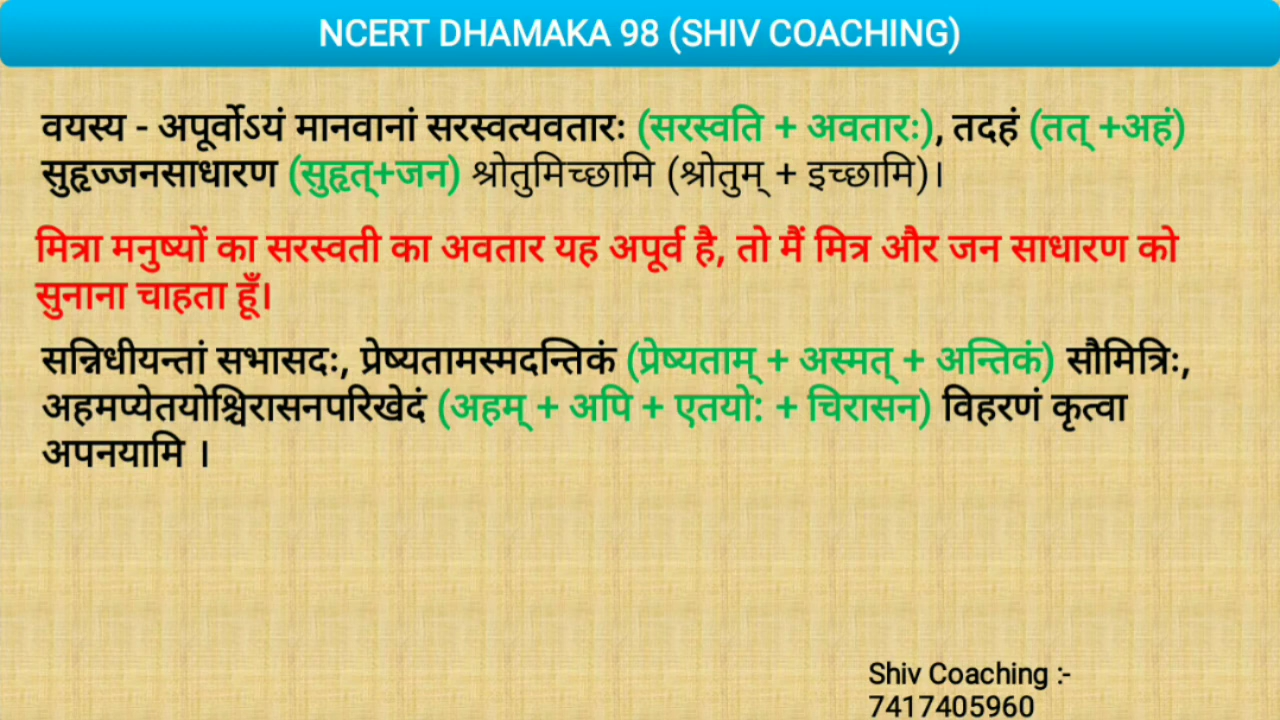 NCERT DHAMAKA 98 (SHIV COACHING)
वयस्य - अपूर्वोऽयं मानवानां सरस्वत्यवतारः (सरस्वति + अवतारः), तदहं (तत् +अहं)
सुहृज्जनसाधारण (सुहृत्+जन) श्रोतुमिच्छामि (श्रोतुम् + इच्छामि)।
मित्रा मनुष्यों का सरस्वती का अवतार यह अपूर्व है, तो मैं मित्र और जन साधारण को
सुनाना चाहता हूँ।
सन्निधीयन्तां सभासदः, प्रेष्यतामस्मदन्तिकं (प्रेष्यताम् + अस्मत् + अन्तिकं) सौमित्रिः,
अहमप्येतयोश्चिरासनपरिखेदं (अहम् + अपि + एतयो: + चिरासन) विहरणं कृत्वा
अपनयामि ।
Shiv Coaching :-
7417405960